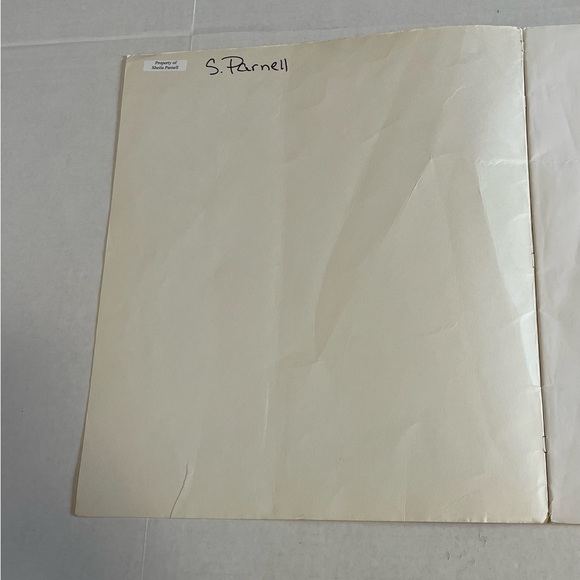 Property of
Sheila Parnell
S. Parnell